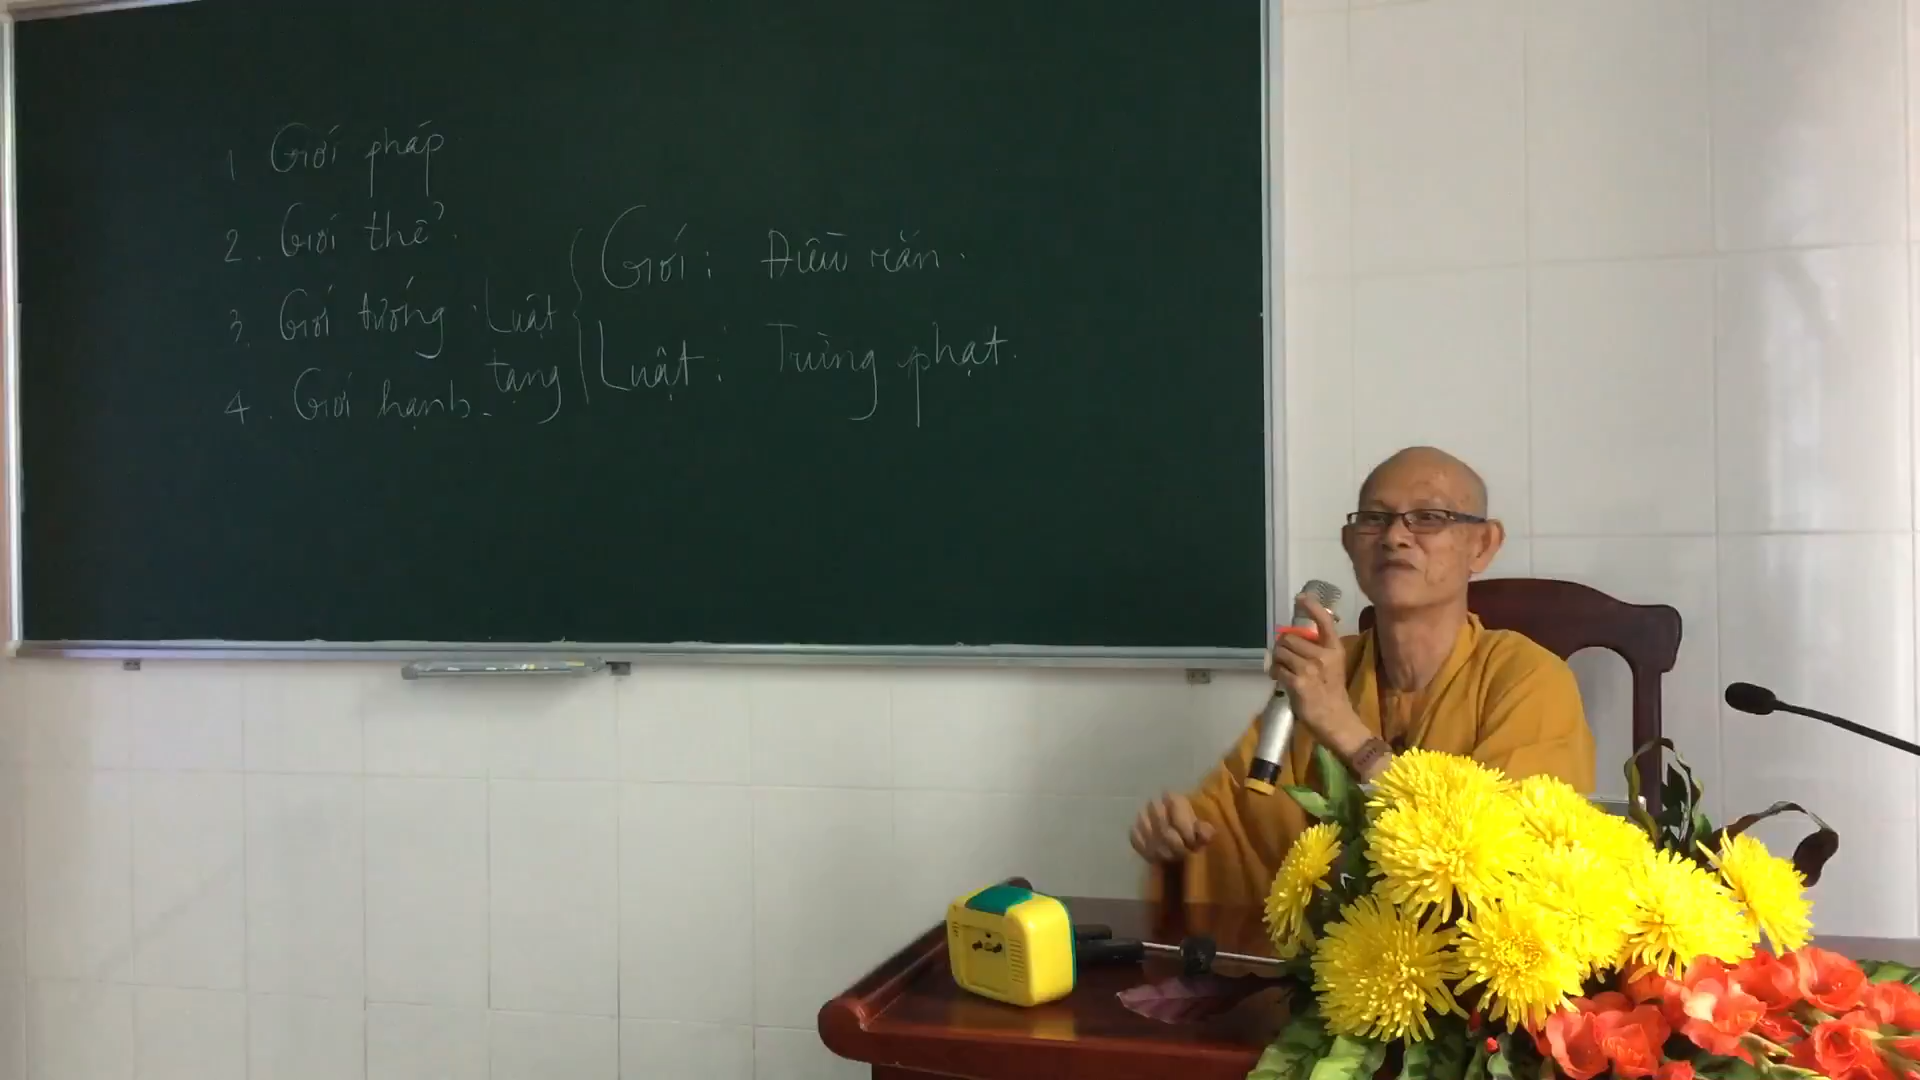 1 Giới pháp.
2. Giới thể.
3. Giới tướng.
4. Giới hạnh.
Luật tạng
Giới: Điều răn.
Luật: Trừng phạt.